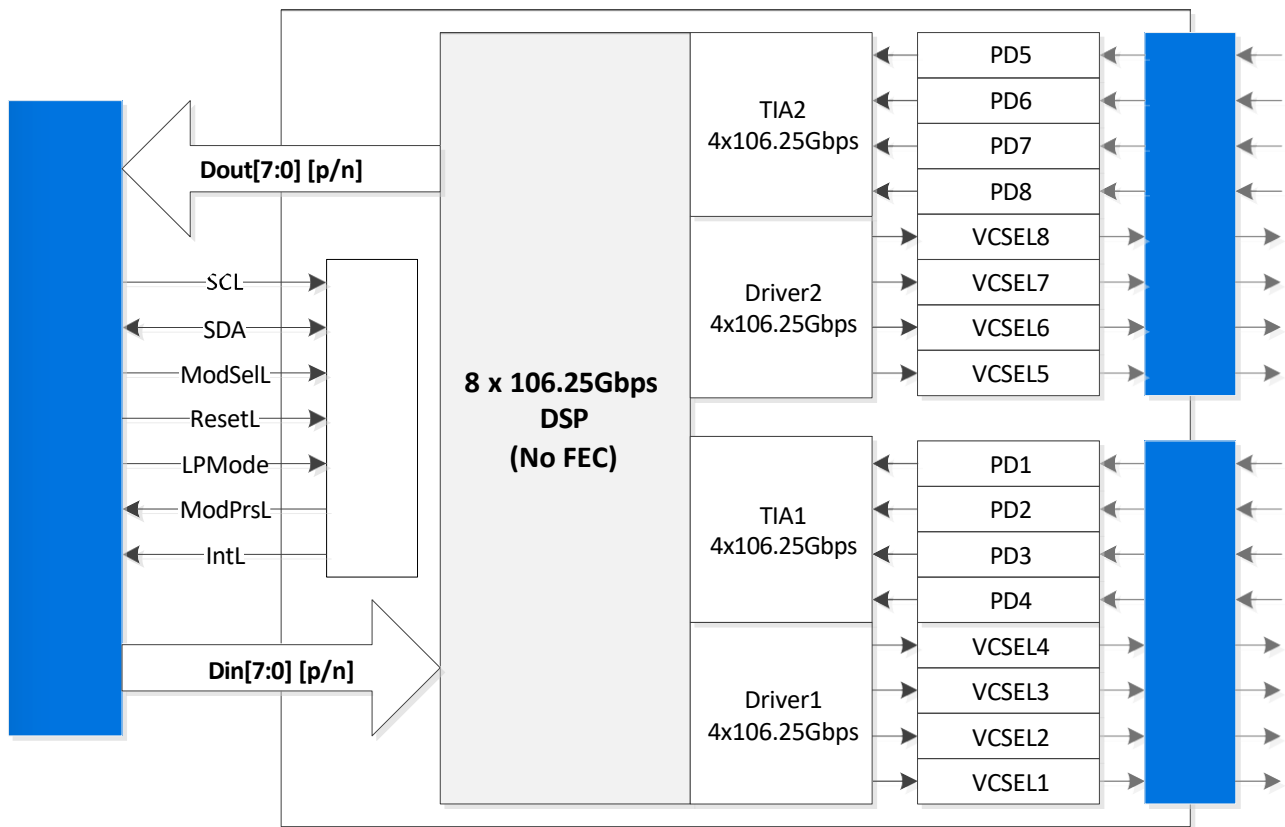 Dout[7:0] [p/n]
SCL
SDA
ModSelL
ResetL
LPMode
ModPrsL
IntL
Din[7:0] [p/n]
8 x 106.25Gbps
DSP
(No FEC)
TIA2
4x106.25Gbps
Driver2
4x106.25Gbps
TIA1
4x106.25Gbps
Driver1
4x106.25Gbps
PD5
PD6
PD7
PD8
VCSEL8
VCSEL7
VCSEL6
VCSEL5
PD1
PD2
PD3
PD4
VCSEL4
VCSEL3
VCSEL2
VCSEL1